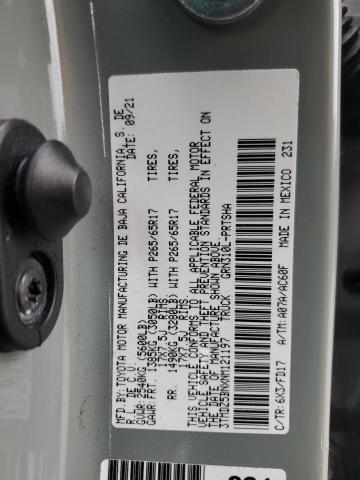 MFD BY: TOYOTA MOTOR MANUFACTURING DE BAJA CALIFORNIA, S. DE
R.L. DE C.V. DATE: 09/21
GVWR: 2540KG (5600LB)
GAWR: FRT. 1385KG (3050LB) WITH P265/65R17 TIRES,
17X7.5J RIMS,
RR. 1490KG (3280LB) WITH P265/65R17 TIRES,
17X7.5J RIMS,
THIS VEHICLE CONFORMS TO ALL APPLICABLE FEDERAL MOTOR
VEHICLE SAFETY AND THEFT PREVENTION STANDARDS IN EFFECT ON
THE DATE OF MANUFACTURE SHOWN ABOVE.
TRUCK GRN310L-PRTSHA
C/TR: 6X3/FD17 A/TM: A07A/AC60F MADE IN MEXICO 231